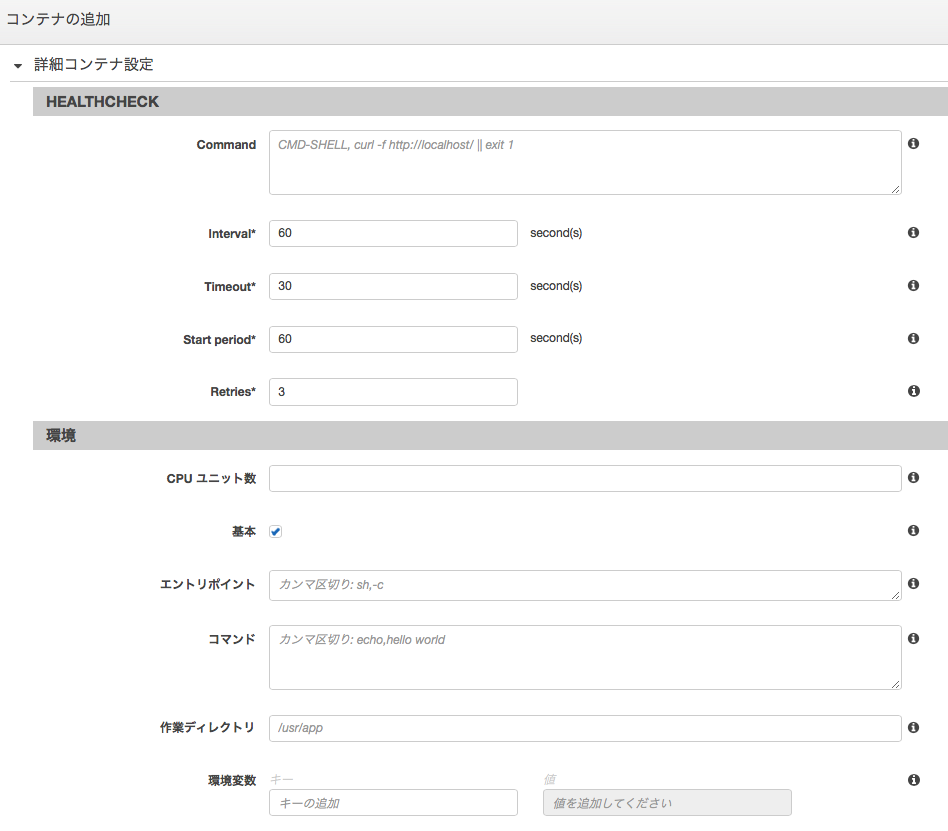 コンテナの追加
詳細コンテナ設定
HEALTHCHECK
Command CMD-SHELL, curl -f http://localhost/ || exit 1
Interval* 60 second(s)
Timeout* 30 second(s)
Start period* 60 second(s)
Retries* 3
環境
CPU ユニット数
基本
エントリポイント カンマ区切り: sh,-c
コマンド カンマ区切り: echo,hello world
作業ディレクトリ /usr/app
環境変数 キー 値
キーの追加 値を追加してください